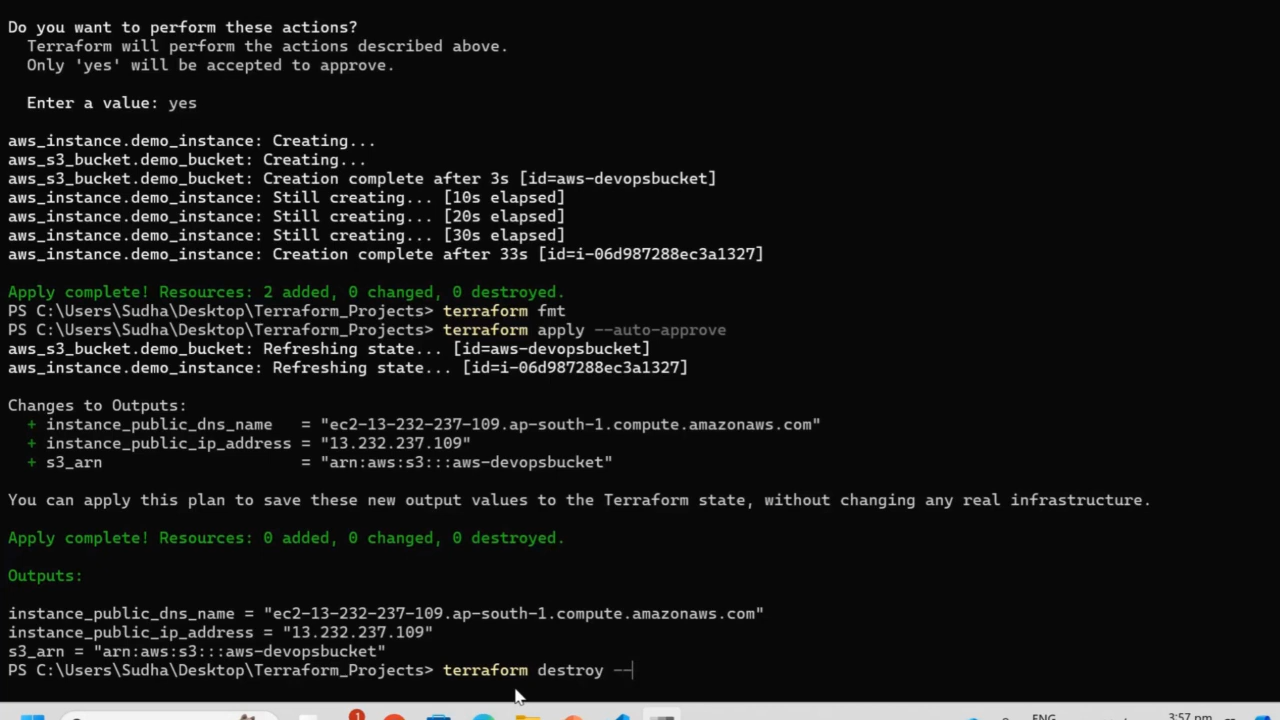 Do you want to perform these actions?
Terraform will perform the actions described above.
Only 'yes' will be accepted to approve.
Enter a value: yes
aws_instance.demo_instance: Creating...
aws_s3_bucket.demo_bucket: Creating...
aws_s3_bucket.demo_bucket: Creation complete after 3s [id=aws-devopsbucket]
aws_instance.demo_instance: Still creating... [10s elapsed]
aws_instance.demo_instance: Still creating... [20s elapsed]
aws_instance.demo_instance: Still creating... [30s elapsed]
aws_instance.demo_instance: Creation complete after 33s [id=i-06d987288ec3a1327]
Apply complete! Resources: 2 added, 0 changed, 0 destroyed.
PS C:\Users\Sudha\Desktop\Terraform_Projects> terraform fmt
PS C:\Users\Sudha\Desktop\Terraform_Projects> terraform apply --auto-approve
aws_s3_bucket.demo_bucket: Refreshing state... [id=aws-devopsbucket]
aws_instance.demo_instance: Refreshing state... [id=i-06d987288ec3a1327]
Changes to Outputs:
+ instance_public_dns_name   = "ec2-13-232-237-109.ap-south-1.compute.amazonaws.com"
+ instance_public_ip_address = "13.232.237.109"
+ s3_arn                     = "arn:aws:s3:::aws-devopsbucket"
You can apply this plan to save these new output values to the Terraform state, without changing any real infrastructure.
Apply complete! Resources: 0 added, 0 changed, 0 destroyed.
Outputs:
instance_public_dns_name = "ec2-13-232-237-109.ap-south-1.compute.amazonaws.com"
instance_public_ip_address = "13.232.237.109"
s3_arn = "arn:aws:s3:::aws-devopsbucket"
PS C:\Users\Sudha\Desktop\Terraform_Projects> terraform destroy --
1
ENG
3:57 pm